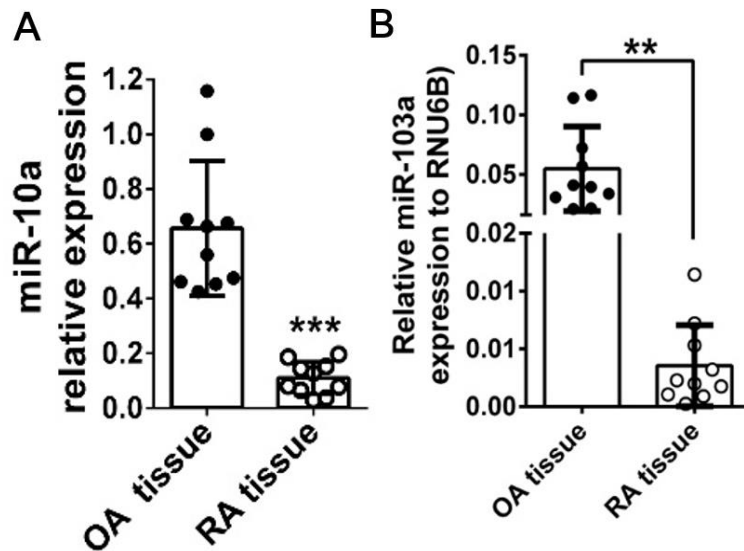 A
miR-10a
relative expression
1.2
1.0
0.8
0.6
0.4
0.2
0.0
***
OA tissue
RA tissue
B
Relative miR-103a
expression to RNU6B)
0.15
0.10
0.05
0.02
0.01
0.01
0.00
**
OA tissue
RA tissue